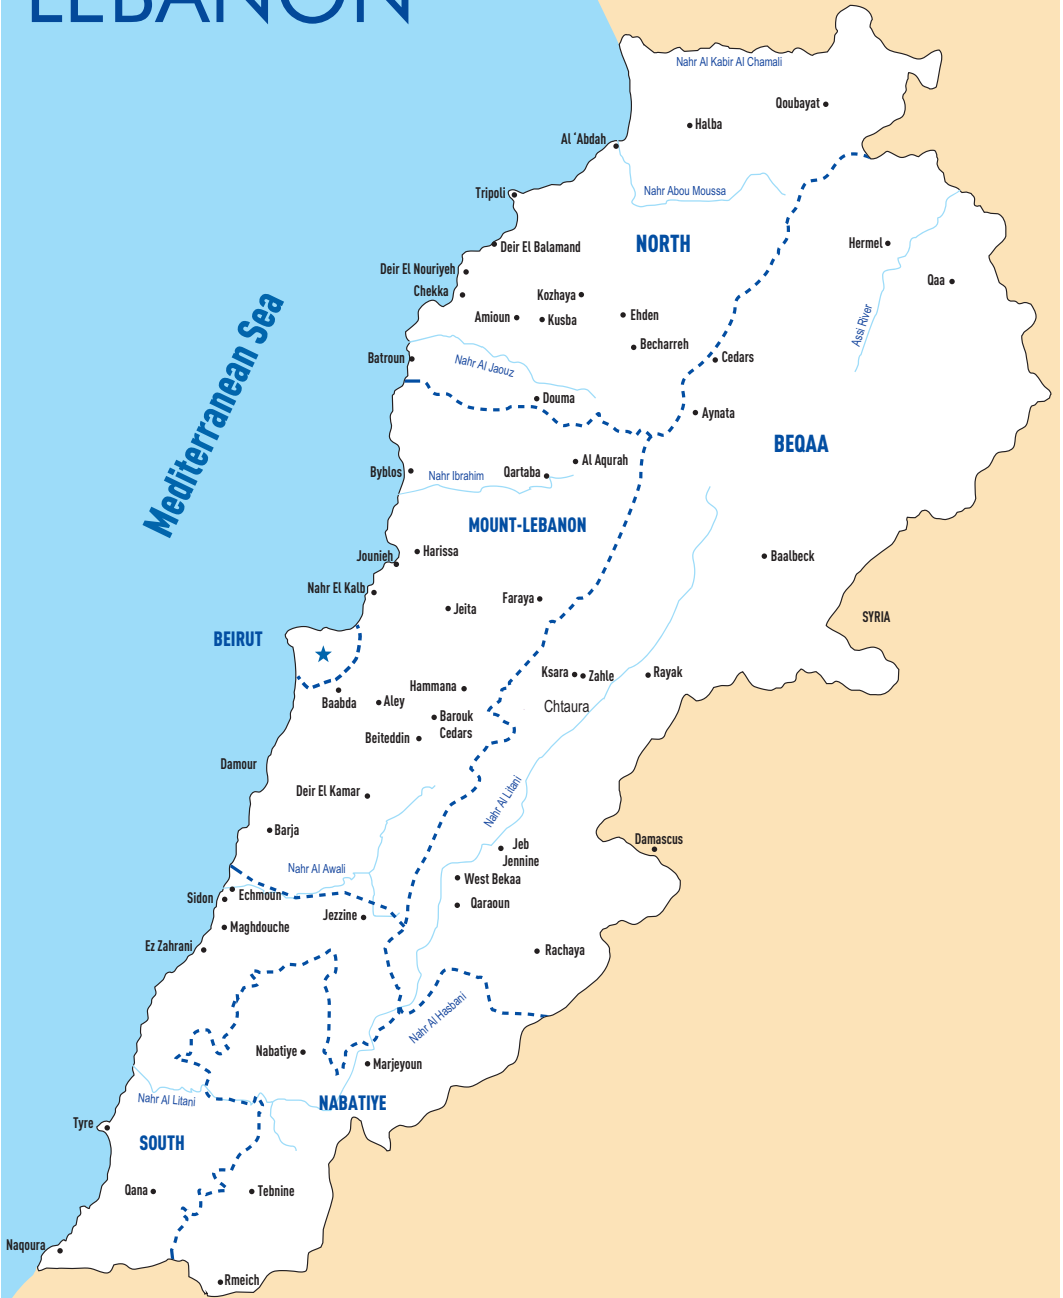 LEBANON
Nahr Al Kabir Al Chamali
Qoubayat
Halba
Al 'Abdah
Nahr Abou Moussa
Tripoli
NORTH
Hermel
Deir El Balamand
Deir El Nouriyeh
Qaa
Chekka
Kozhaya
Mediterranean Sea
Amioun
Kusba
Ehden
Assi River
Becharreh
Batroun
Nahr Al Jaouz
Cedars
Douma
Aynata
BEQAA
Al Aqurah
Byblos
Nahr Ibrahim
Qartaba
MOUNT-LEBANON
Jounieh
Harissa
Baalbeck
Nahr El Kalb
Jeita
Faraya
SYRIA
BEIRUT
Ksara
Zahle
Rayak
Hammana
Baabda
Aley
Chtaura
Barouk
Cedars
Beiteddin
Damour
Deir El Kamar
Nahr Al Litani
Barja
Damascus
Jeb
Jennine
Nahr Al Awali
West Bekaa
Echmoun
Sidon
Qaraoun
Jezzine
Maghdouche
Ez Zahrani
Rachaya
Nahr Al Hasbani
Nabatiye
Marjeyoun
Nahr Al Litani
NABATIYE
Tyre
SOUTH
Qana
Tebnine
Naqoura
Rmeich